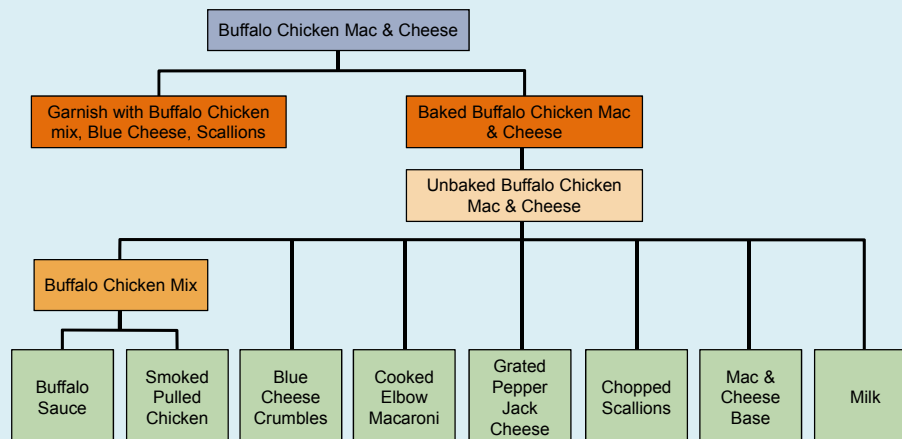 Buffalo Chicken Mac & Cheese
Garnish with Buffalo Chicken
mix, Blue Cheese, Scallions
Baked Buffalo Chicken Mac
& Cheese
Unbaked Buffalo Chicken
Mac & Cheese
Buffalo Chicken Mix
Buffalo
Sauce
Smoked
Pulled
Chicken
Blue
Cheese
Crumbles
Cooked
Elbow
Macaroni
Grated
Pepper
Jack
Cheese
Chopped
Scallions
Mac &
Cheese
Base
Milk